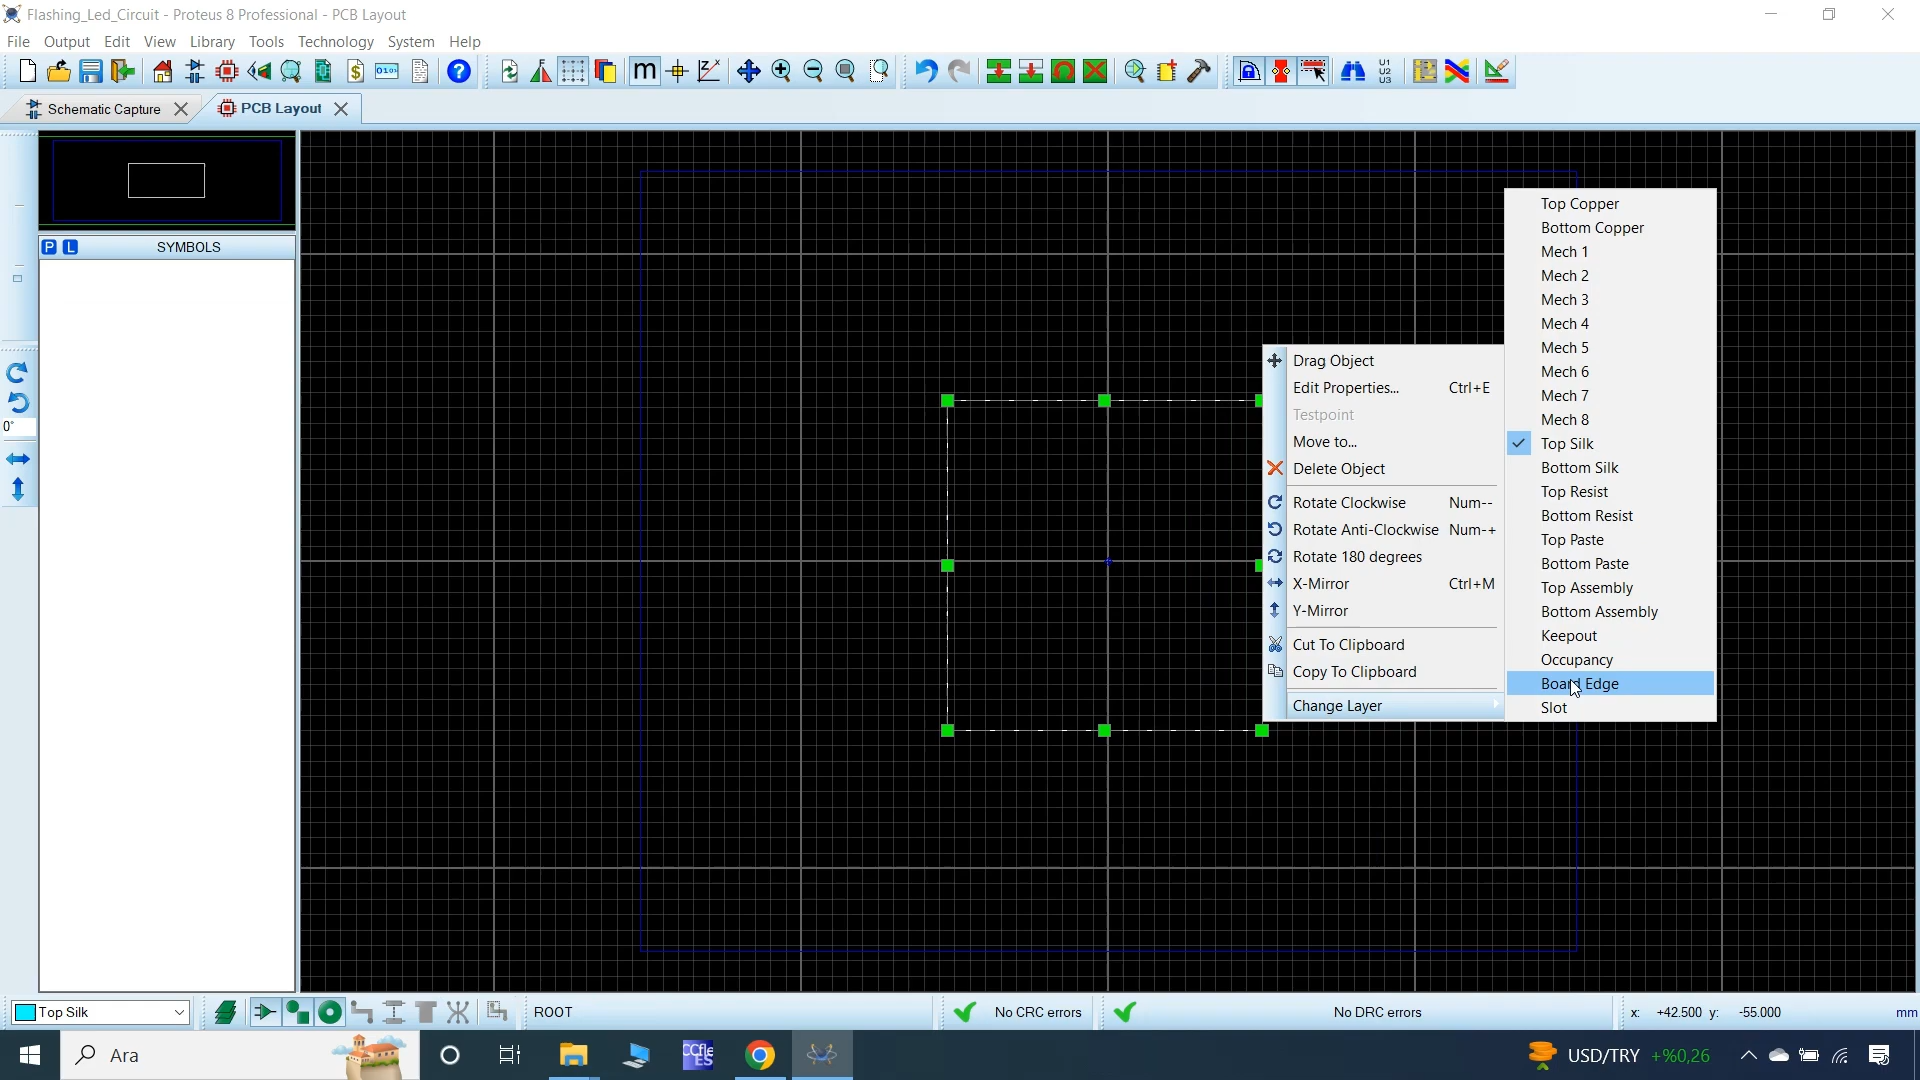 Flashing_Led_Circuit - Proteus 8 Professional - PCB Layout
File Output Edit View Library Tools Technology System Help
Schematic Capture
PCB Layout
P L SYMBOLS
0°
Drag Object
Edit Properties... Ctrl+E
Testpoint
Move to...
Delete Object
Rotate Clockwise Num--
Rotate Anti-Clockwise Num-+
Rotate 180 degrees
X-Mirror Ctrl+M
Y-Mirror
Cut To Clipboard
Copy To Clipboard
Change Layer
Top Copper
Bottom Copper
Mech 1
Mech 2
Mech 3
Mech 4
Mech 5
Mech 6
Mech 7
Mech 8
Top Silk
Bottom Silk
Top Resist
Bottom Resist
Top Paste
Bottom Paste
Top Assembly
Bottom Assembly
Keepout
Occupancy
Board Edge
Slot
Top Silk
ROOT
No CRC errors
No DRC errors
x: +42.500 y: -55.000 mm
Ara
CCfle ES
USD/TRY +%0,26